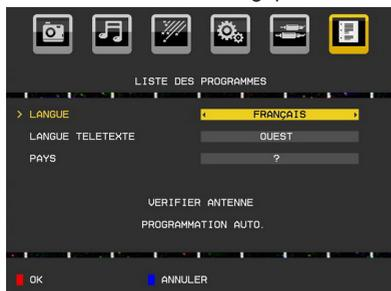 LISTE DES PROGRAMMES
> LANGUE FRANÇAIS
LANGUE TELETEXTE OUEST
PAYS ?
VERIFIER ANTENNE
PROGRAMMATION AUTO.
OK ANNULER